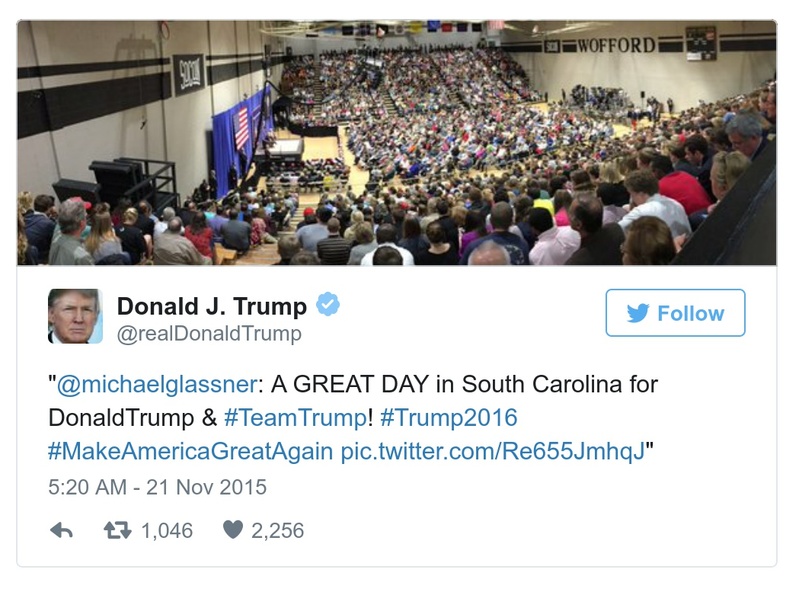 SOCON
WOFFORD
Donald J. Trump
@realDonaldTrump
Follow
"@michaelglassner: A GREAT DAY in South Carolina for
DonaldTrump & #TeamTrump! #Trump2016
#MakeAmericaGreatAgain pic.twitter.com/Re655JmhqJ"
5:20 AM - 21 Nov 2015
1,046 2,256